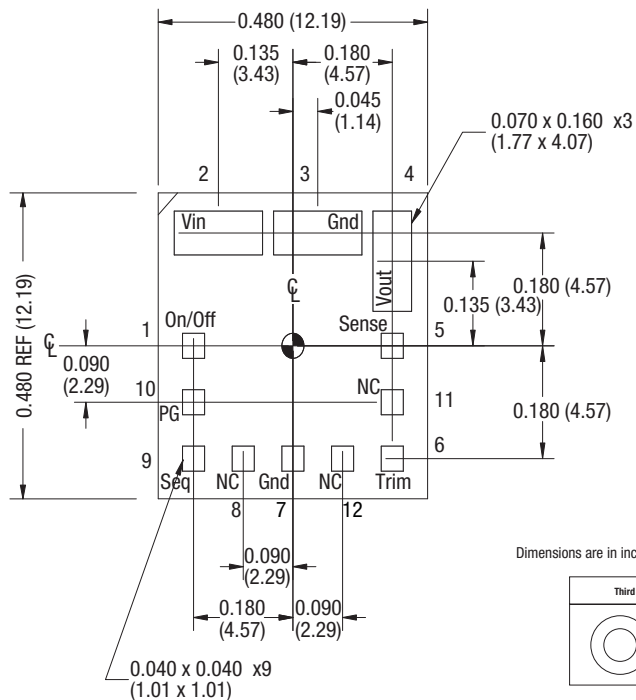 0.480 (12.19)
0.135
(3.43)
0.180
(4.57)
0.045
(1.14)
0.070 x 0.160 x3
(1.77 x 4.07)
2
3
4
Vin
Gnd
Vout
0.480 REF (12.19)
℄
0.180 (4.57)
0.135 (3.43)
On/Off
Sense
1
℄
5
0.090
(2.29)
10
PG
NC
11
0.180 (4.57)
9
6
Seq
NC
Gnd
NC
Trim
8
7
12
0.090
(2.29)
0.180
(4.57)
0.090
(2.29)
0.040 x 0.040 x9
(1.01 x 1.01)
Dimensions are in inc
Third